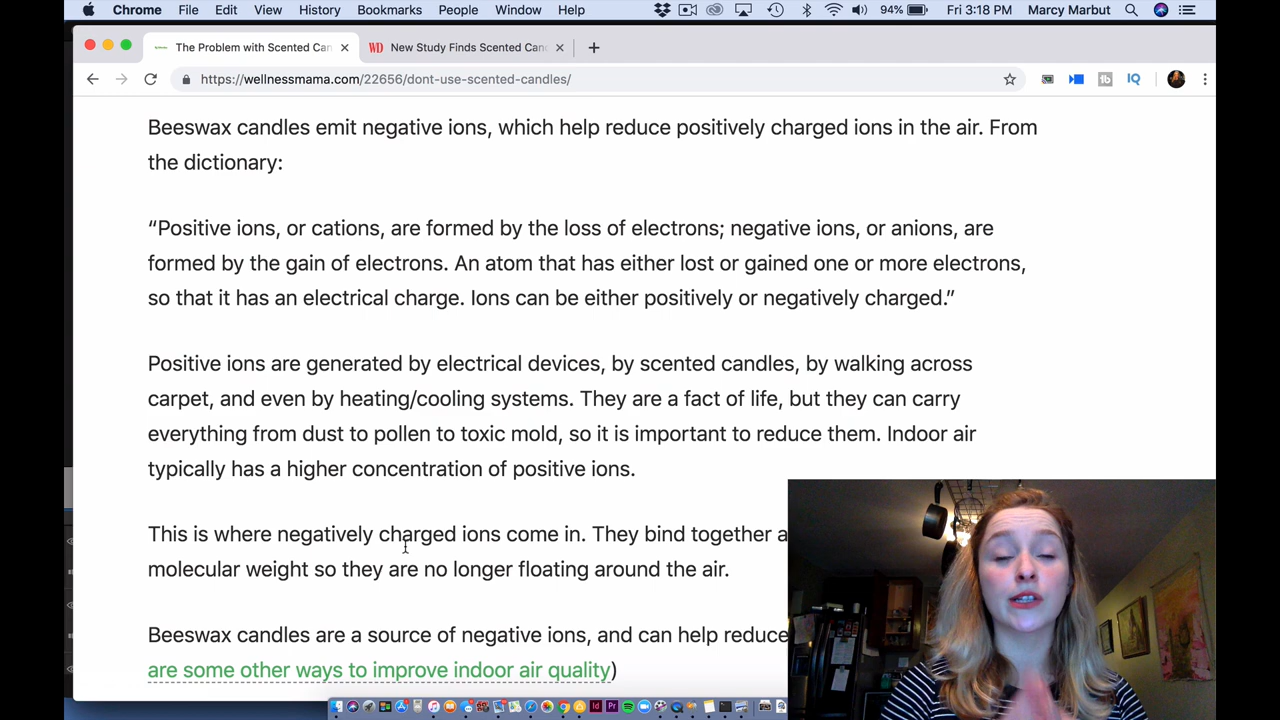 Chrome File Edit View History Bookmarks People Window Help 94% Fri 3:18 PM Marcy Marbut
The Problem with Scented Can New Study Finds Scented Can
https://wellnessmama.com/22656/dont-use-scented-candles/
Beeswax candles emit negative ions, which help reduce positively charged ions in the air. From
the dictionary:
“Positive ions, or cations, are formed by the loss of electrons; negative ions, or anions, are
formed by the gain of electrons. An atom that has either lost or gained one or more electrons,
so that it has an electrical charge. Ions can be either positively or negatively charged.”
Positive ions are generated by electrical devices, by scented candles, by walking across
carpet, and even by heating/cooling systems. They are a fact of life, but they can carry
everything from dust to pollen to toxic mold, so it is important to reduce them. Indoor air
typically has a higher concentration of positive ions.
This is where negatively charged ions come in. They bind together a
molecular weight so they are no longer floating around the air.
Beeswax candles are a source of negative ions, and can help reduce
are some other ways to improve indoor air quality)